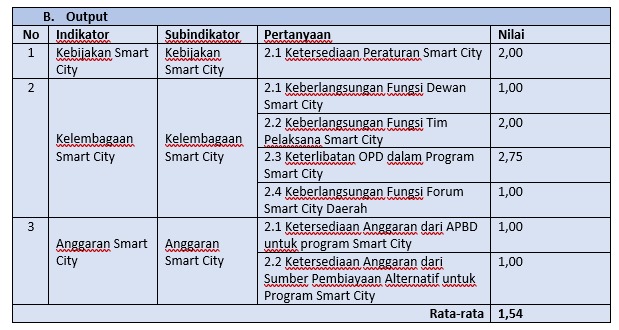 B. Output
No Indikator Subindikator Pertanyaan Nilai
1 Kebijakan Smart City Kebijakan Smart City 2.1 Ketersediaan Peraturan Smart City 2,00
2 Kelembagaan Smart City Kelembagaan Smart City 2.1 Keberlangsungan Fungsi Dewan Smart City 1,00
2.2 Keberlangsungan Fungsi Tim Pelaksana Smart City 2,00
2.3 Keterlibatan OPD dalam Program Smart City 2,75
2.4 Keberlangsungan Fungsi Forum Smart City Daerah 1,00
3 Anggaran Smart City Anggaran Smart City 2.1 Ketersediaan Anggaran dari APBD untuk program Smart City 1,00
2.2 Ketersediaan Anggaran dari Sumber Pembiayaan Alternatif untuk Program Smart City 1,00
Rata-rata 1,54